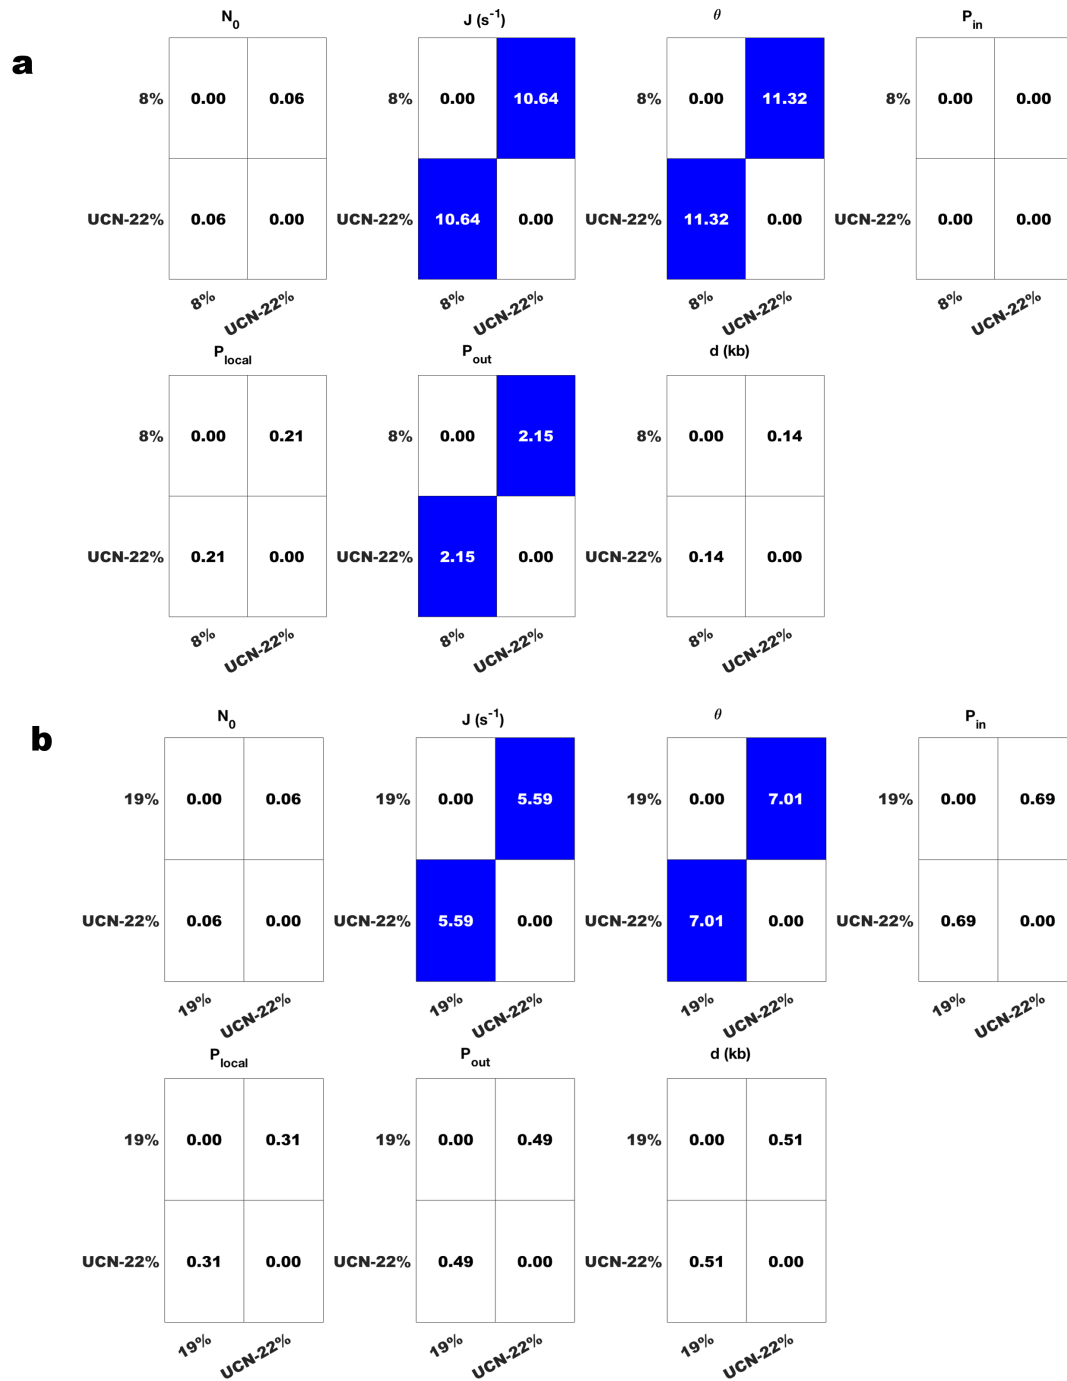 a
N0 J (s-1) θ Pin
8% 0.00 0.06 8% 0.00 10.64 8% 0.00 11.32 8% 0.00 0.00
UCN-22% 0.06 0.00 UCN-22% 10.64 0.00 UCN-22% 11.32 0.00 UCN-22% 0.00 0.00
8% UCN-22% 8% UCN-22% 8% UCN-22% 8% UCN-22%
Plocal Pout d (kb)
8% 0.00 0.21 8% 0.00 2.15 8% 0.00 0.14
UCN-22% 0.21 0.00 UCN-22% 2.15 0.00 UCN-22% 0.14 0.00
8% UCN-22% 8% UCN-22% 8% UCN-22%
b
N0 J (s-1) θ Pin
19% 0.00 0.06 19% 0.00 5.59 19% 0.00 7.01 19% 0.00 0.69
UCN-22% 0.06 0.00 UCN-22% 5.59 0.00 UCN-22% 7.01 0.00 UCN-22% 0.69 0.00
19% UCN-22% 19% UCN-22% 19% UCN-22% 19% UCN-22%
Plocal Pout d (kb)
19% 0.00 0.31 19% 0.00 0.49 19% 0.00 0.51
UCN-22% 0.31 0.00 UCN-22% 0.49 0.00 UCN-22% 0.51 0.00
19% UCN-22% 19% UCN-22% 19% UCN-22%